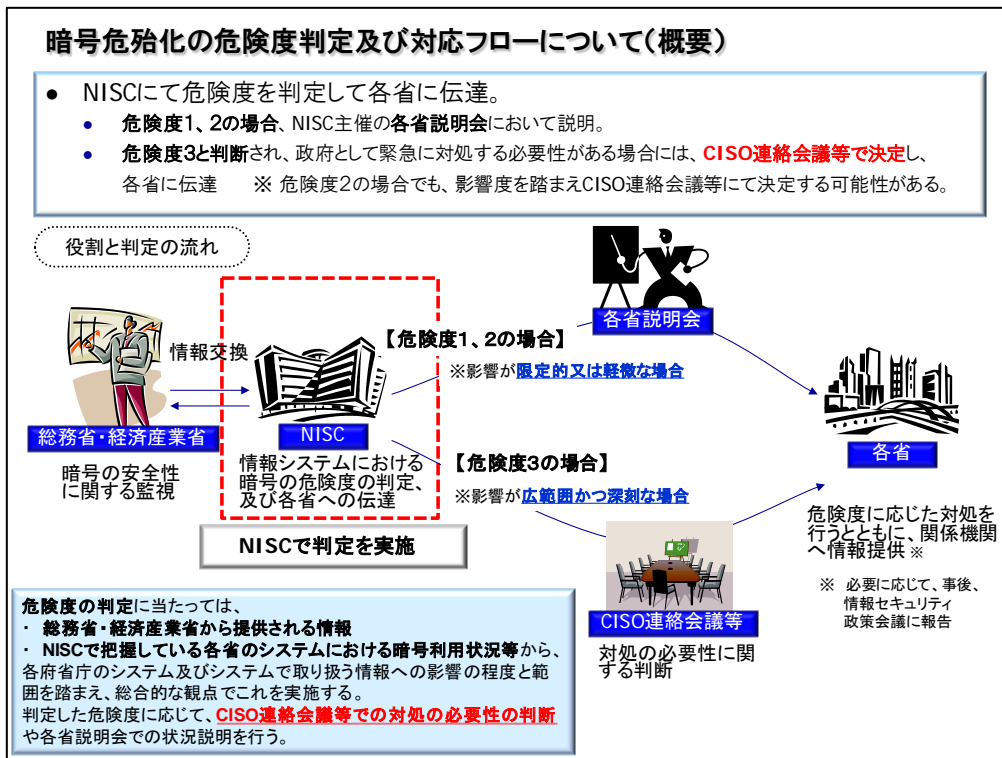 暗号危殆化の危険度判定及び対応フローについて(概要)
● NISCにて危険度を判定して各省に伝達。
● 危険度1、2の場合、NISC主催の各省説明会において説明。
● 危険度3と判断され、政府として緊急に対処する必要性がある場合には、CISO連絡会議等で決定し、
各省に伝達 ※ 危険度2の場合でも、影響度を踏まえCISO連絡会議等にて決定する可能性がある。
役割と判定の流れ
各省説明会
【危険度1、2の場合】
情報交換
※影響が限定的又は軽微な場合
総務省・経済産業省
NISC
各省
暗号の安全性
に関する監視
情報システムにおける
暗号の危険度の判定、
及び各省への伝達
【危険度3の場合】
※影響が広範囲かつ深刻な場合
NISCで判定を実施
危険度に応じた対処を
行うとともに、関係機関
へ情報提供 ※
※ 必要に応じて、事後、
情報セキュリティ
政策会議に報告
CISO連絡会議等
対処の必要性に関
する判断
危険度の判定に当たっては、
・ 総務省・経済産業省から提供される情報
・ NISCで把握している各省のシステムにおける暗号利用状況等から、
各府省庁のシステム及びシステムで取り扱う情報への影響の程度と範
囲を踏まえ、総合的な観点でこれを実施する。
判定した危険度に応じて、CISO連絡会議等での対処の必要性の判断
や各省説明会での状況説明を行う。